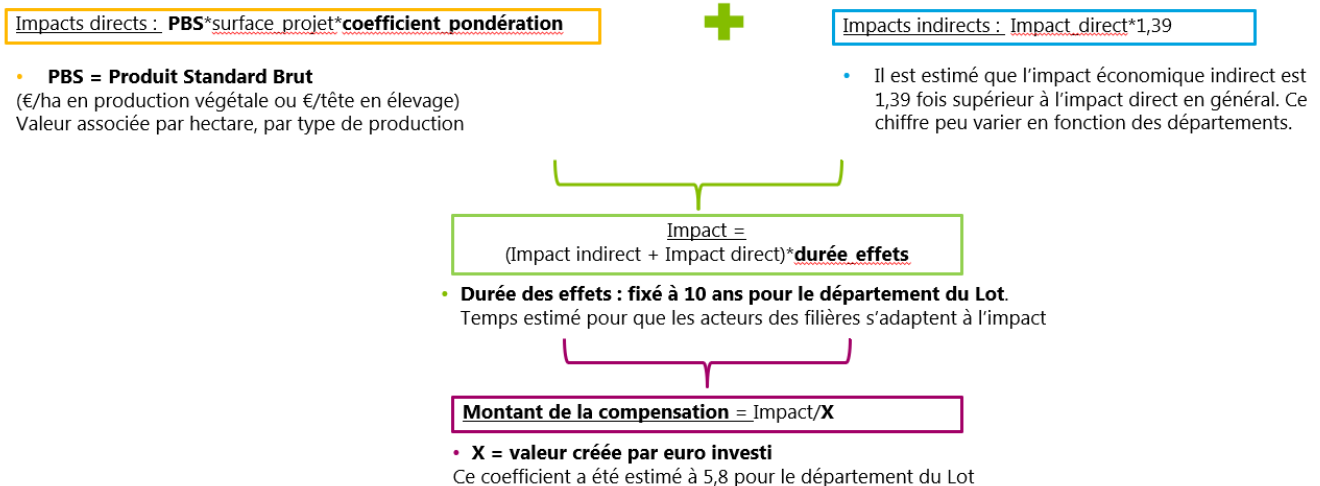 Impacts directs : PBS*surface_projet*coefficient_pondération
Impacts indirects : Impact_direct*1,39
• PBS = Produit Standard Brut
(€/ha en production végétale ou €/tête en élevage)
Valeur associée par hectare, par type de production
• Il est estimé que l’impact économique indirect est
1,39 fois supérieur à l’impact direct en général. Ce
chiffre peu varier en fonction des départements.
Impact =
(Impact indirect + Impact direct)*durée_effets
• Durée des effets : fixé à 10 ans pour le département du Lot.
Temps estimé pour que les acteurs des filières s’adaptent à l’impact
Montant de la compensation = Impact/X
• X = valeur créée par euro investi
Ce coefficient a été estimé à 5,8 pour le département du Lot